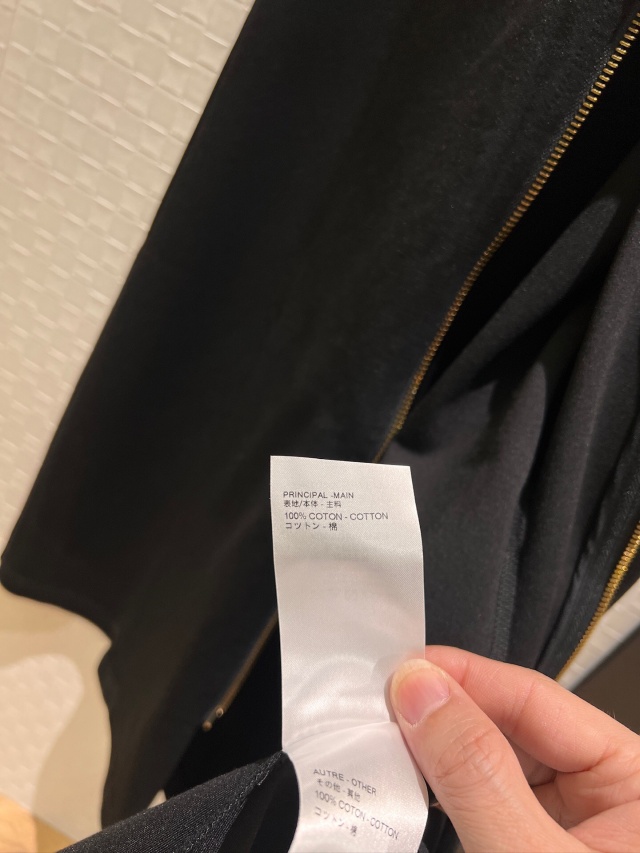 PRINCIPAL -MAIN
表地/本体 - 主料
100% COTON - COTTON
コットン - 棉
AUTRE - OTHER
その他 - 其他
100% COTON - COTTON
コットン - 棉